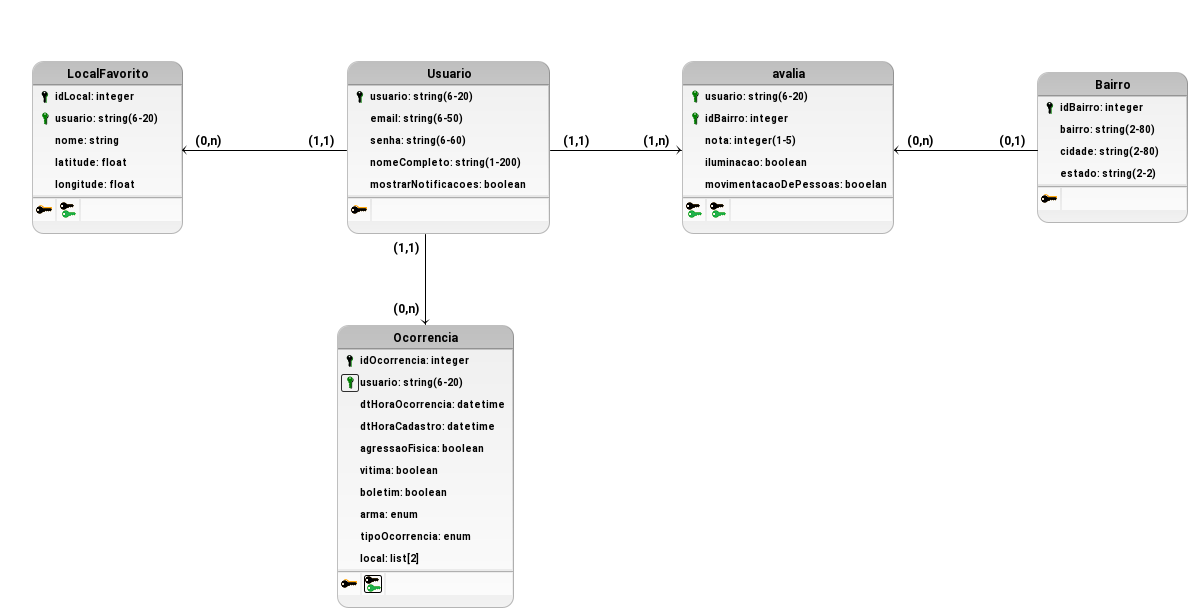 LocalFavorito
idLocal: integer
usuario: string(6-20)
nome: string
latitude: float
longitude: float
(0,n)
(1,1)
Usuario
usuario: string(6-20)
email: string(6-50)
senha: string(6-60)
nomeCompleto: string(1-200)
mostrarNotificacoes: boolean
(1,1)
(1,n)
avalia
usuario: string(6-20)
idBairro: integer
nota: integer(1-5)
iluminacao: boolean
movimentacaoDePessoas: booelan
(0,n)
(0,1)
Bairro
idBairro: integer
bairro: string(2-80)
cidade: string(2-80)
estado: string(2-2)
(1,1)
(0,n)
Ocorrencia
idOcorrencia: integer
usuario: string(6-20)
dtHoraOcorrencia: datetime
dtHoraCadastro: datetime
agressaoFisica: boolean
vitima: boolean
boletim: boolean
arma: enum
tipoOcorrencia: enum
local: list[2]